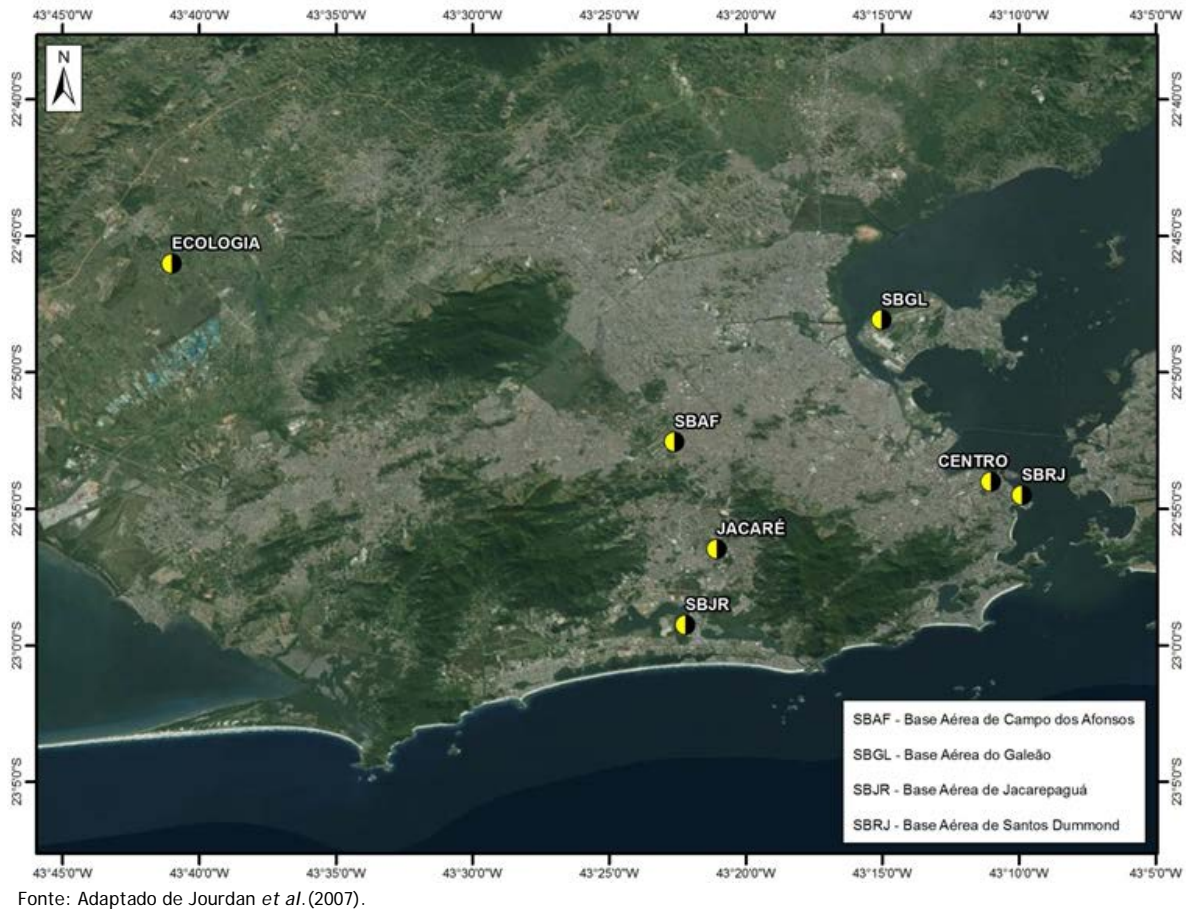 43°45'0"W 43°40'0"W 43°35'0"W 43°30'0"W 43°25'0"W 43°20'0"W 43°15'0"W 43°10'0"W 43°5'0"W
N
22°40'0"S 22°40'0"S
22°45'0"S 22°45'0"S
ECOLOGIA
SBGL
22°50'0"S 22°50'0"S
SBAF
CENTRO
SBRJ
22°55'0"S 22°55'0"S
JACARÉ
SBJR
23°0'0"S 23°0'0"S
SBAF - Base Aérea de Campo dos Afonsos
SBGL - Base Aérea do Galeão
23°5'0"S 23°5'0"S
SBJR - Base Aérea de Jacarepaguá
SBRJ - Base Aérea de Santos Dummond
43°45'0"W 43°40'0"W 43°35'0"W 43°30'0"W 43°25'0"W 43°20'0"W 43°15'0"W 43°10'0"W 43°5'0"W
Fonte: Adaptado de Jourdan et al.(2007).